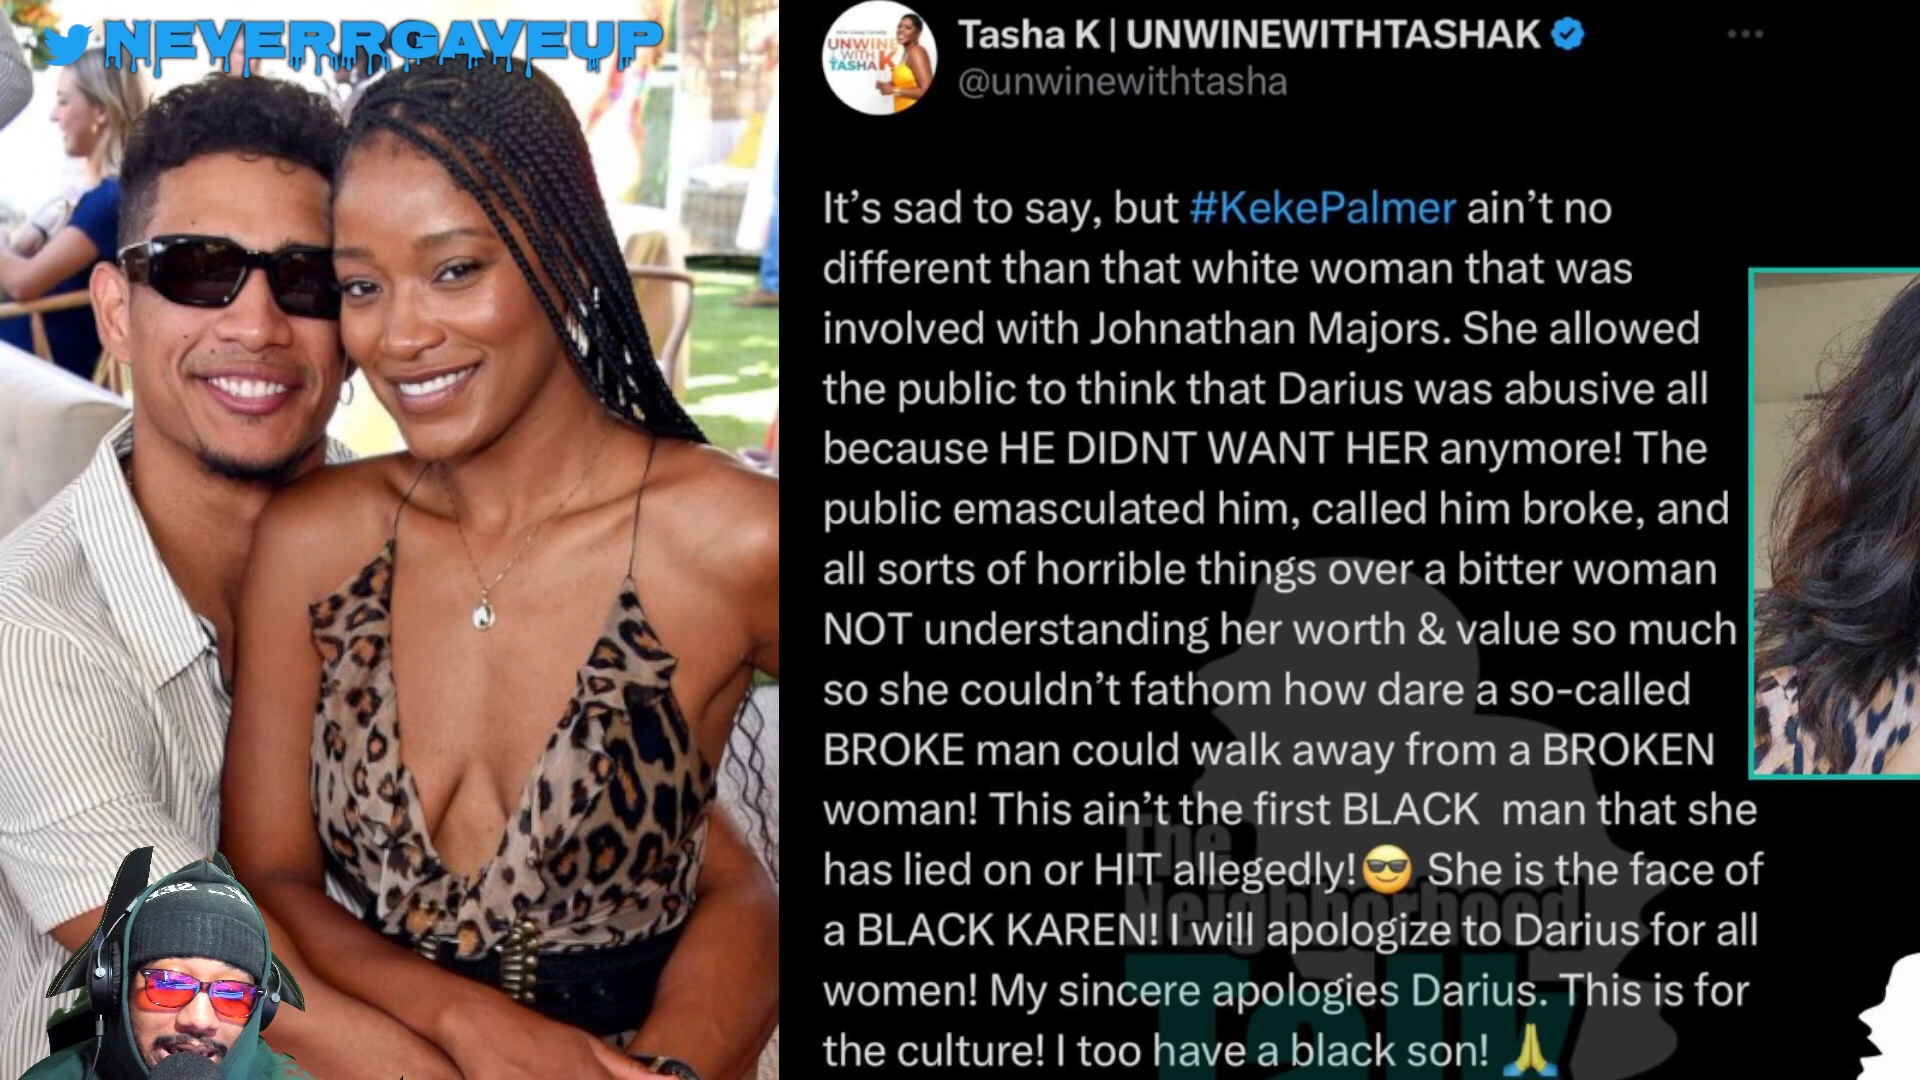 NEVERRGAVEUP
Tasha K | UNWINEWITHTASHAK
@unwinewithtasha
UNWINE
WITH
TASHA K
It’s sad to say, but #KekePalmer ain’t no
different than that white woman that was
involved with Johnathan Majors. She allowed
the public to think that Darius was abusive all
because HE DIDNT WANT HER anymore! The
public emasculated him, called him broke, and
all sorts of horrible things over a bitter woman
NOT understanding her worth & value so much
so she couldn’t fathom how dare a so-called
BROKE man could walk away from a BROKEN
woman! This ain’t the first BLACK  man that she
has lied on or HIT allegedly!😎 She is the face of
a BLACK KAREN! I will apologize to Darius for all
women! My sincere apologies Darius. This is for
the culture! I too have a black son! 🙏
The
Neighborhood
Talk